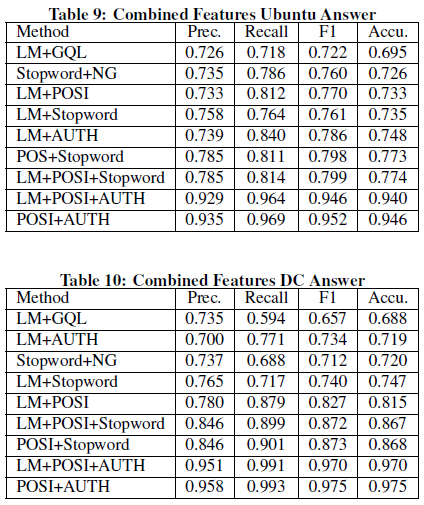 Table 9: Combined Features Ubuntu Answer
Method Prec. Recall F1 Accu.
LM+GQL 0.726 0.718 0.722 0.695
Stopword+NG 0.735 0.786 0.760 0.726
LM+POSI 0.733 0.812 0.770 0.733
LM+Stopword 0.758 0.764 0.761 0.735
LM+AUTH 0.739 0.840 0.786 0.748
POS+Stopword 0.785 0.811 0.798 0.773
LM+POSI+Stopword 0.785 0.814 0.799 0.774
LM+POSI+AUTH 0.929 0.964 0.946 0.940
POSI+AUTH 0.935 0.969 0.952 0.946
Table 10: Combined Features DC Answer
Method Prec. Recall F1 Accu.
LM+GQL 0.735 0.594 0.657 0.688
LM+AUTH 0.700 0.771 0.734 0.719
Stopword+NG 0.737 0.688 0.712 0.720
LM+Stopword 0.765 0.717 0.740 0.747
LM+POSI 0.780 0.879 0.827 0.815
LM+POSI+Stopword 0.846 0.899 0.872 0.867
POSI+Stopword 0.846 0.901 0.873 0.868
LM+POSI+AUTH 0.951 0.991 0.970 0.970
POSI+AUTH 0.958 0.993 0.975 0.975